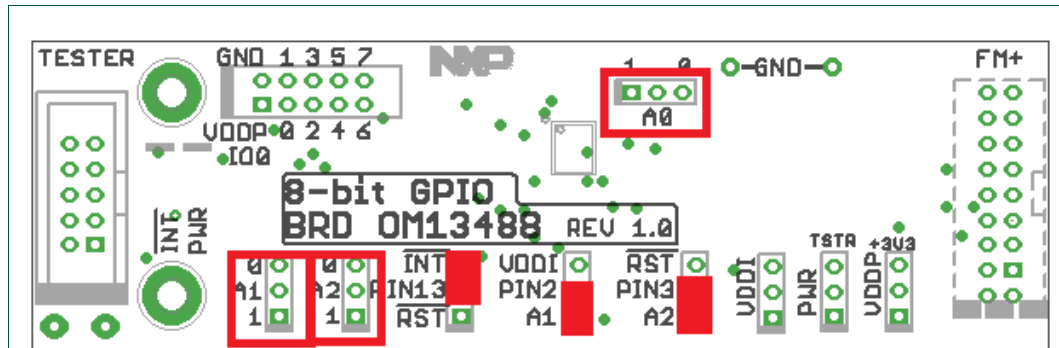 TESTER
GND 1 3 5 7
NXP
1 0
GND
FM+
A0
VDDP 0 2 4 6
IO0
8-bit GPIO
BRD OM13488 REV 1.0
INT
PWR
0
A1
1
0
A2
1
INT
PIN13
RST
VDDI
PIN2
A1
RST
PIN3
A2
VDDI
TSTR
PWR
+3V3
VDDP